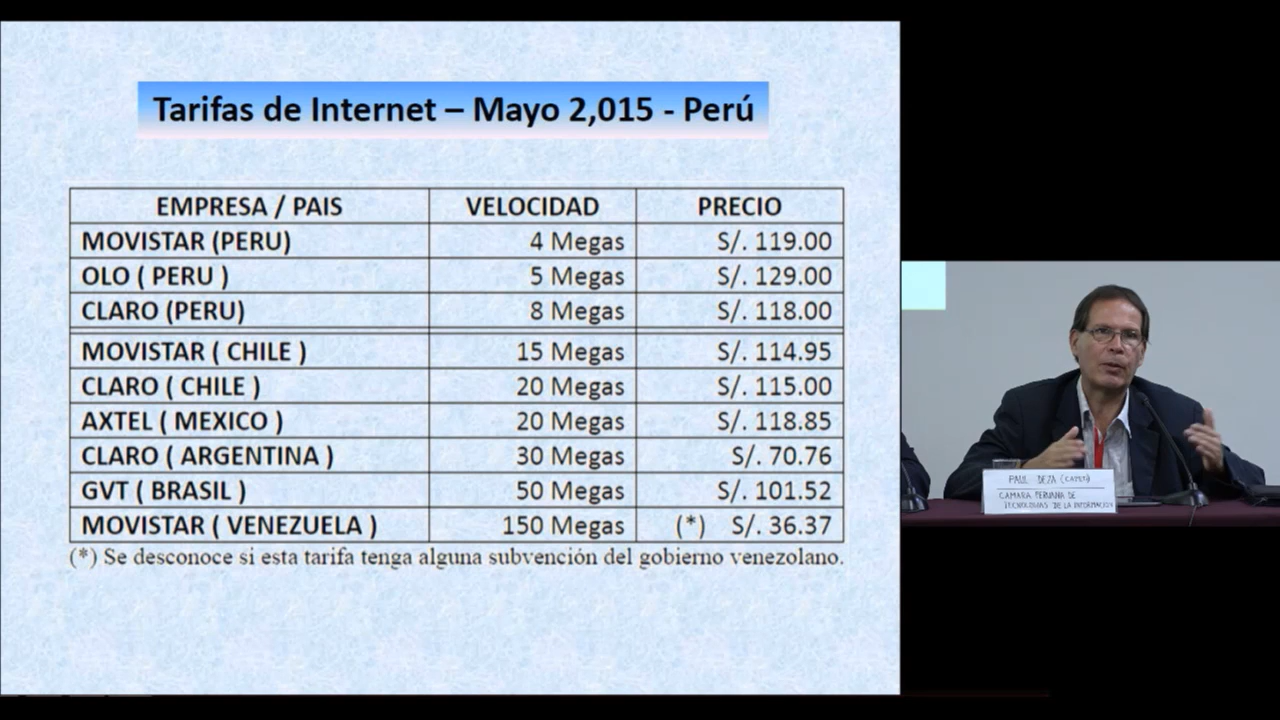 Tarifas de Internet – Mayo 2,015 - Perú
EMPRESA / PAIS VELOCIDAD PRECIO
MOVISTAR (PERU) 4 Megas S/. 119.00
OLO ( PERU ) 5 Megas S/. 129.00
CLARO (PERU) 8 Megas S/. 118.00
MOVISTAR ( CHILE ) 15 Megas S/. 114.95
CLARO ( CHILE ) 20 Megas S/. 115.00
AXTEL ( MEXICO ) 20 Megas S/. 118.85
CLARO ( ARGENTINA ) 30 Megas S/. 70.76
GVT ( BRASIL ) 50 Megas S/. 101.52
MOVISTAR ( VENEZUELA ) 150 Megas (*) S/. 36.37
(*) Se desconoce si esta tarifa tenga alguna subvención del gobierno venezolano.
PAUL DEZA
CAMARA PERUANA DE
TECNOLOGIAS DE LA INFORMACION